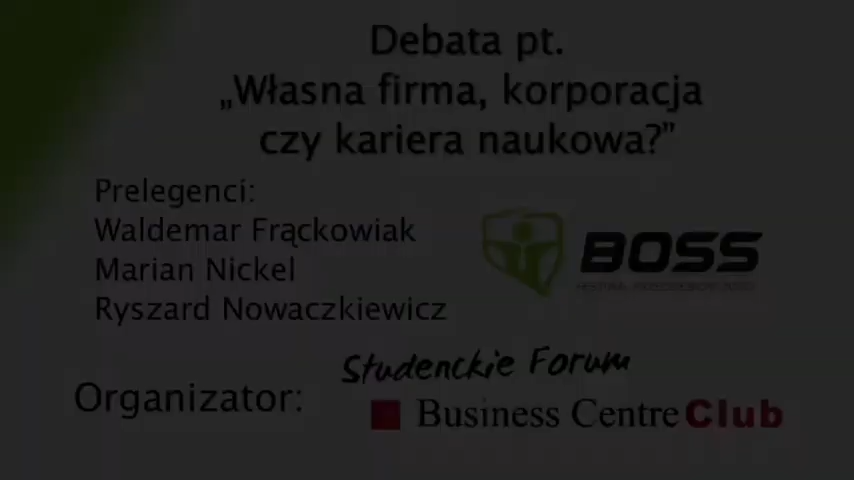 Debata pt.
„Własna firma, korporacja
czy kariera naukowa?”
Prelegenci:
Waldemar Frąckowiak
Marian Nickel
Ryszard Nowaczkiewicz
BOSS
Organizator:
Studenckie Forum
Business Centre Club